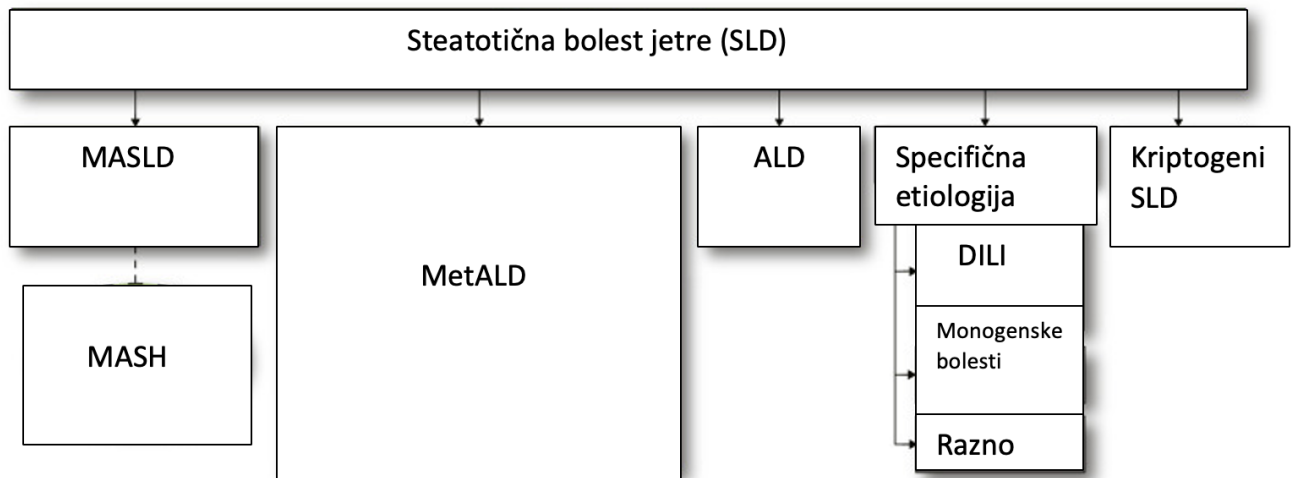 Steatotična bolest jetre (SLD)
MASLD
MASH
MetALD
ALD
Specifična
etiologija
DILI
Monogenske
bolesti
Razno
Kriptogeni
SLD